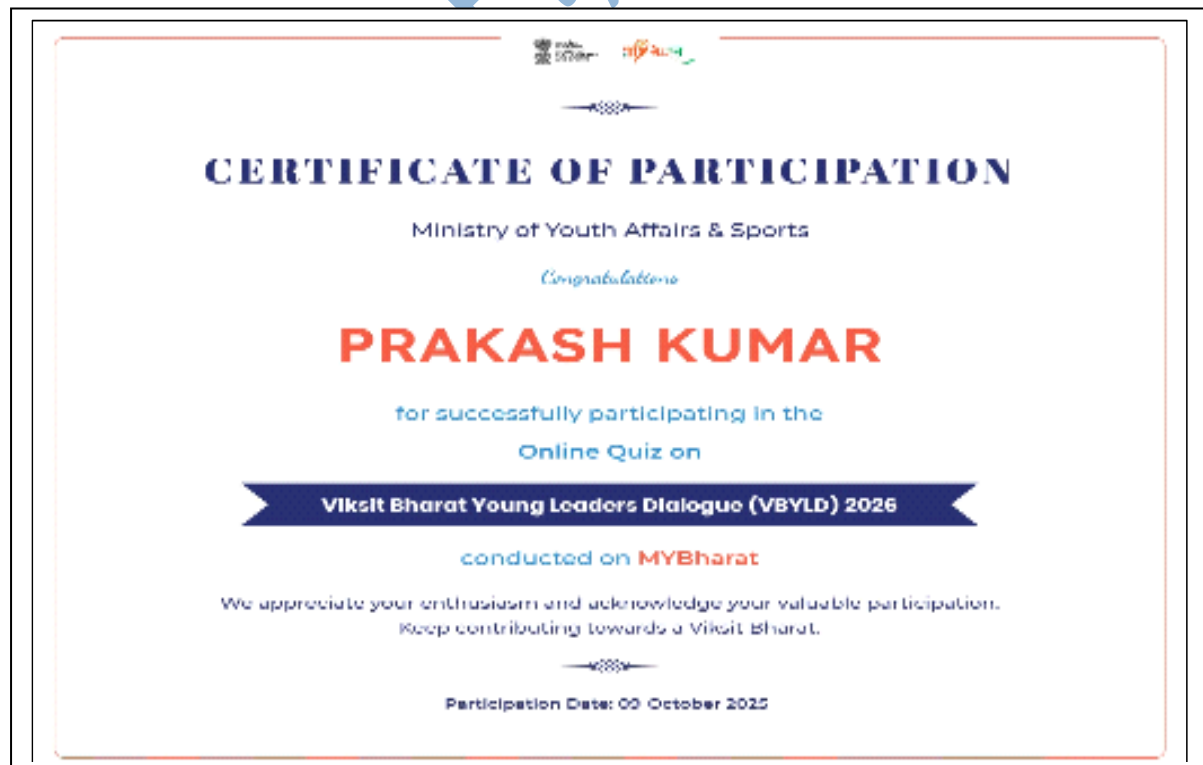 CERTIFICATE OF PARTICIPATION
Ministry of Youth Affairs & Sports
Congratulations
PRAKASH KUMAR
for successfully participating in the
Online Quiz on
Viksit Bharat Young Leaders Dialogue (VBYLD) 2026
conducted on MYBharat
We appreciate your enthusiasm and acknowledge your valuable participation.
Keep contributing towards a Viksit Bharat.
Participation Date: 09 October 2025